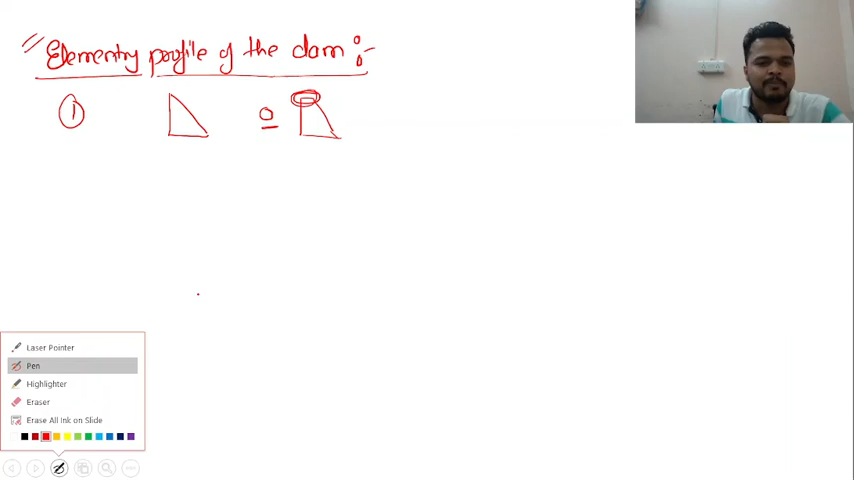 Elementry profile of the dam :-
①
Laser Pointer
Pen
Highlighter
Eraser
Erase All Ink on Slide